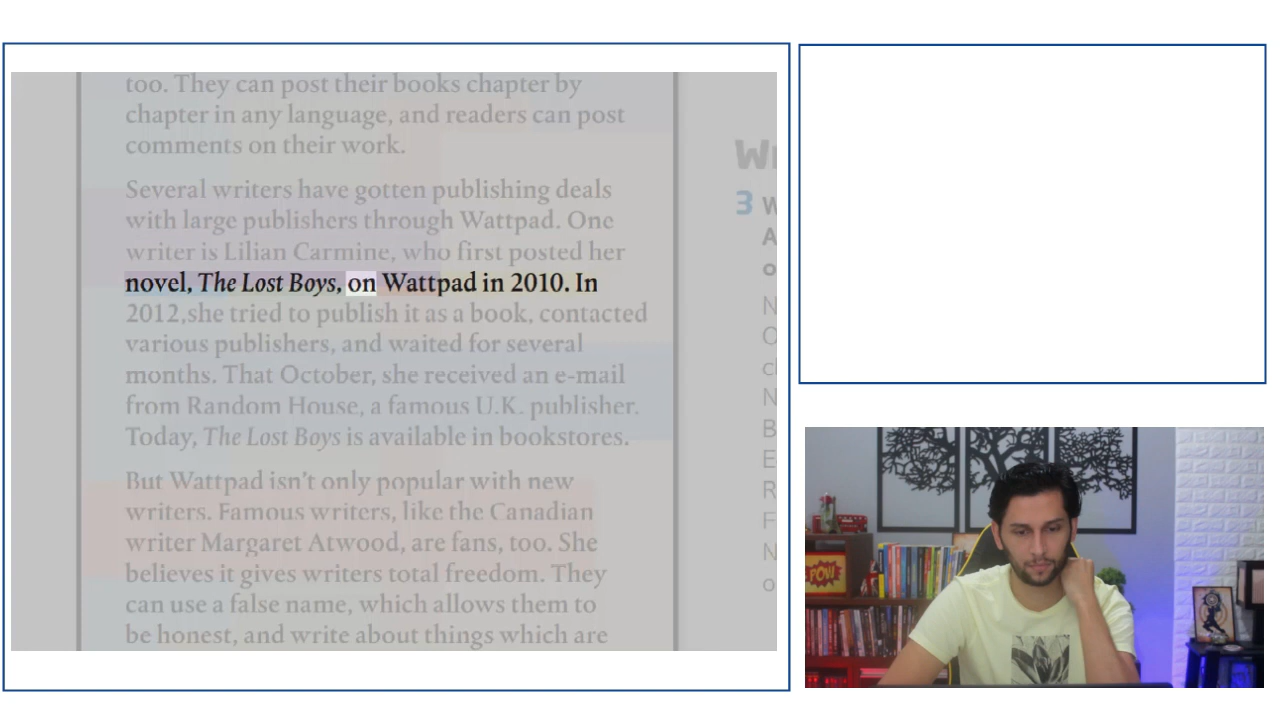 too. They can post their books chapter by
chapter in any language, and readers can post
comments on their work.
Several writers have gotten publishing deals
with large publishers through Wattpad. One
writer is Lilian Carmine, who first posted her
novel, The Lost Boys, on Wattpad in 2010. In
2012,she tried to publish it as a book, contacted
various publishers, and waited for several
months. That October, she received an e-mail
from Random House, a famous U.K. publisher.
Today, The Lost Boys is available in bookstores.
But Wattpad isn't only popular with new
writers. Famous writers, like the Canadian
writer Margaret Atwood, are fans, too. She
believes it gives writers total freedom. They
can use a false name, which allows them to
be honest, and write about things which are
3
POW!